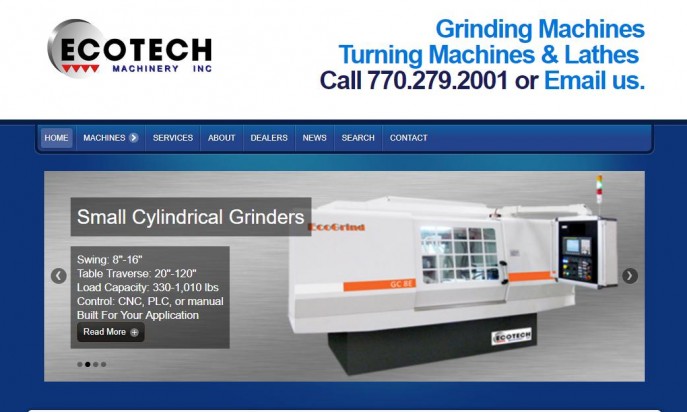 ECOTECH
MACHINERY INC
Grinding Machines
Turning Machines & Lathes
Call 770.279.2001 or Email us.
HOME MACHINES SERVICES ABOUT DEALERS NEWS SEARCH CONTACT
Small Cylindrical Grinders
EcoGrind
Swing: 8"-16"
Table Traverse: 20"-120"
Load Capacity: 330-1,010 lbs
Control: CNC, PLC, or manual
Built For Your Application
Read More
GC 8E
ECOTECH